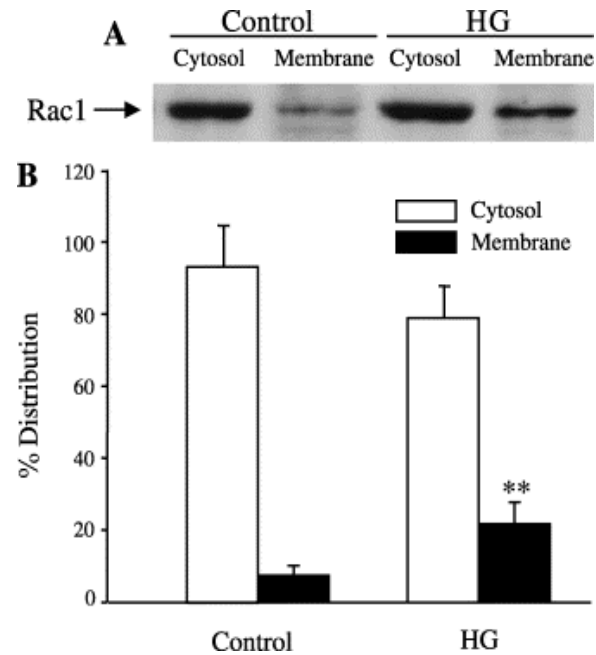 A
Control
HG
Cytosol Membrane Cytosol Membrane
Rac1
B
120
100
80
60
40
20
0
% Distribution
Cytosol
Membrane
**
Control
HG